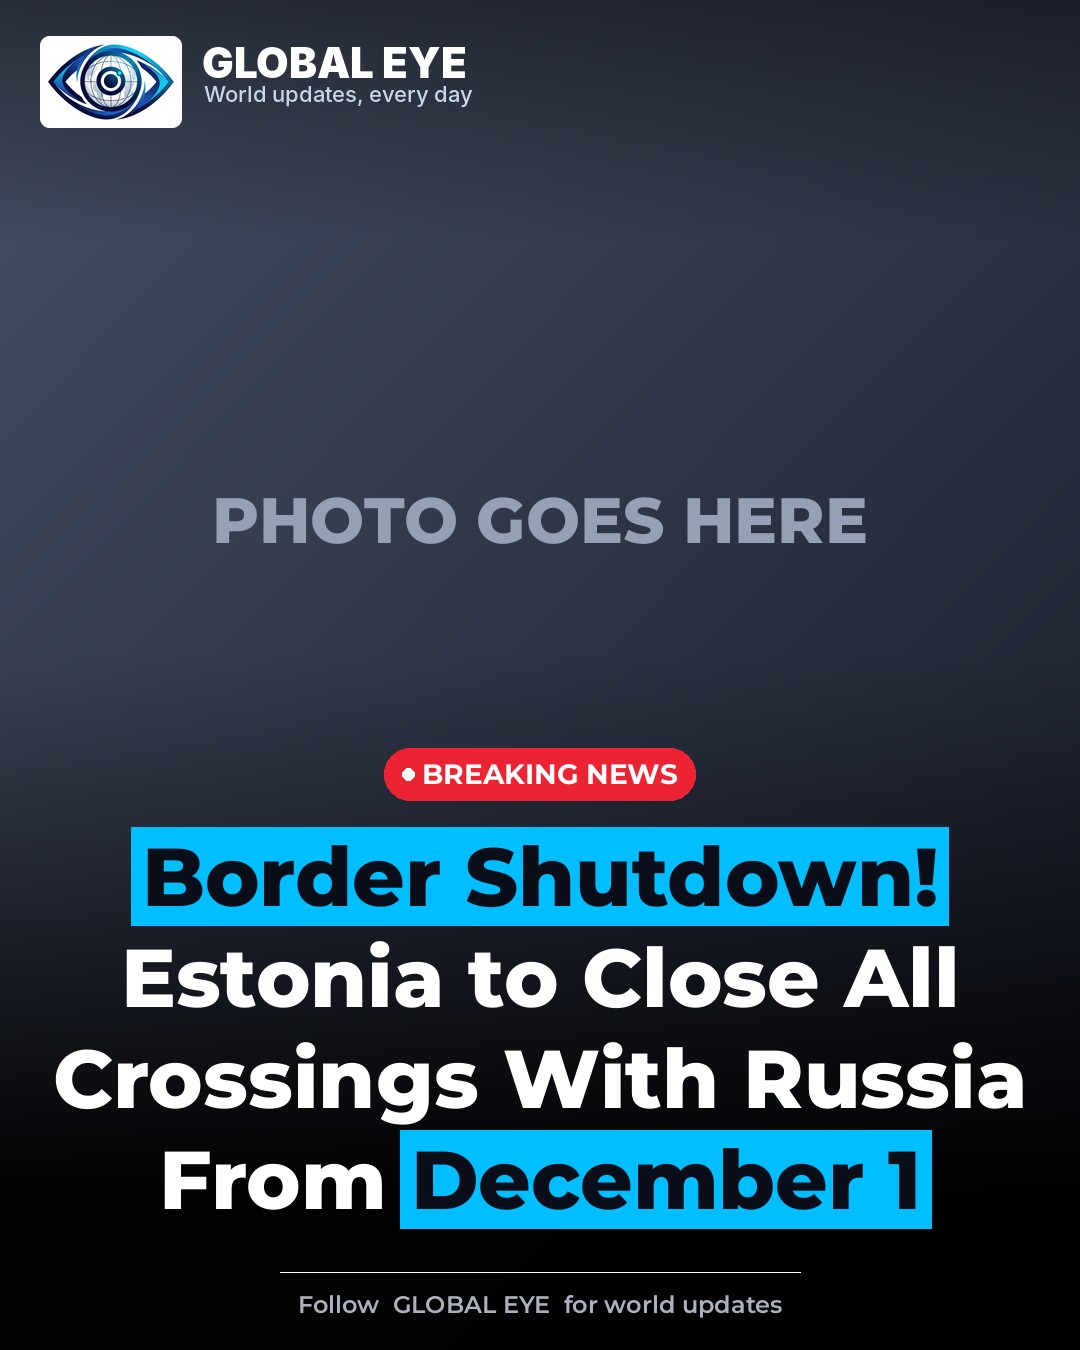 GLOBAL EYE
World updates, every day
PHOTO GOES HERE
BREAKING NEWS
Border Shutdown!
Estonia to Close All
Crossings With Russia
From December 1
Follow GLOBAL EYE for world updates